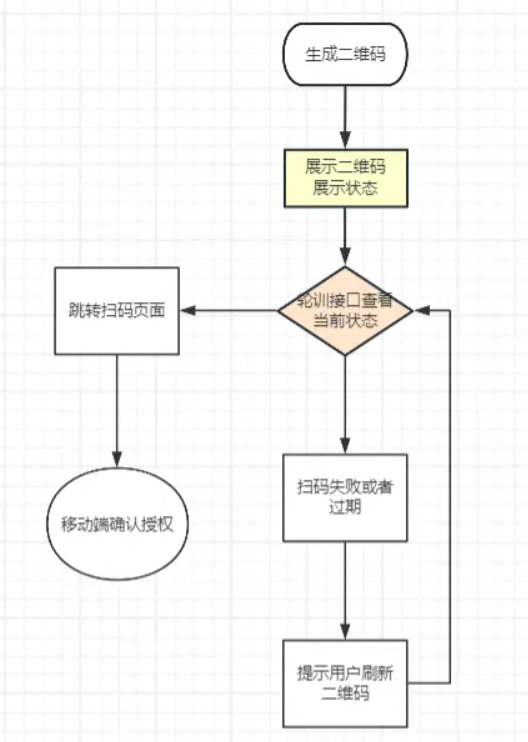 生成二维码
展示二维码
展示状态
轮训接口查看
当前状态
跳转扫码页面
移动端确认授权
扫码失败或者
过期
提示用户刷新
二维码